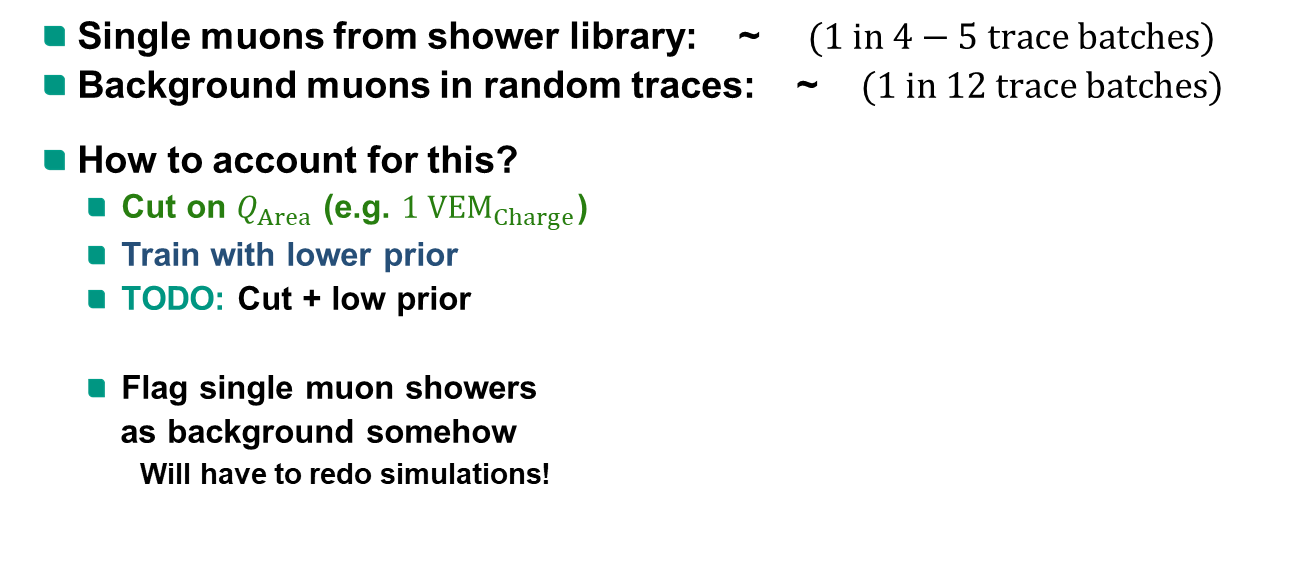 Single muons from shower library: ~ (1 in 4 – 5 trace batches)
Background muons in random traces: ~ (1 in 12 trace batches)
How to account for this?
Cut on Q_Area (e.g. 1 VEM_Charge)
Train with lower prior
TODO: Cut + low prior
Flag single muon showers
as background somehow
Will have to redo simulations!